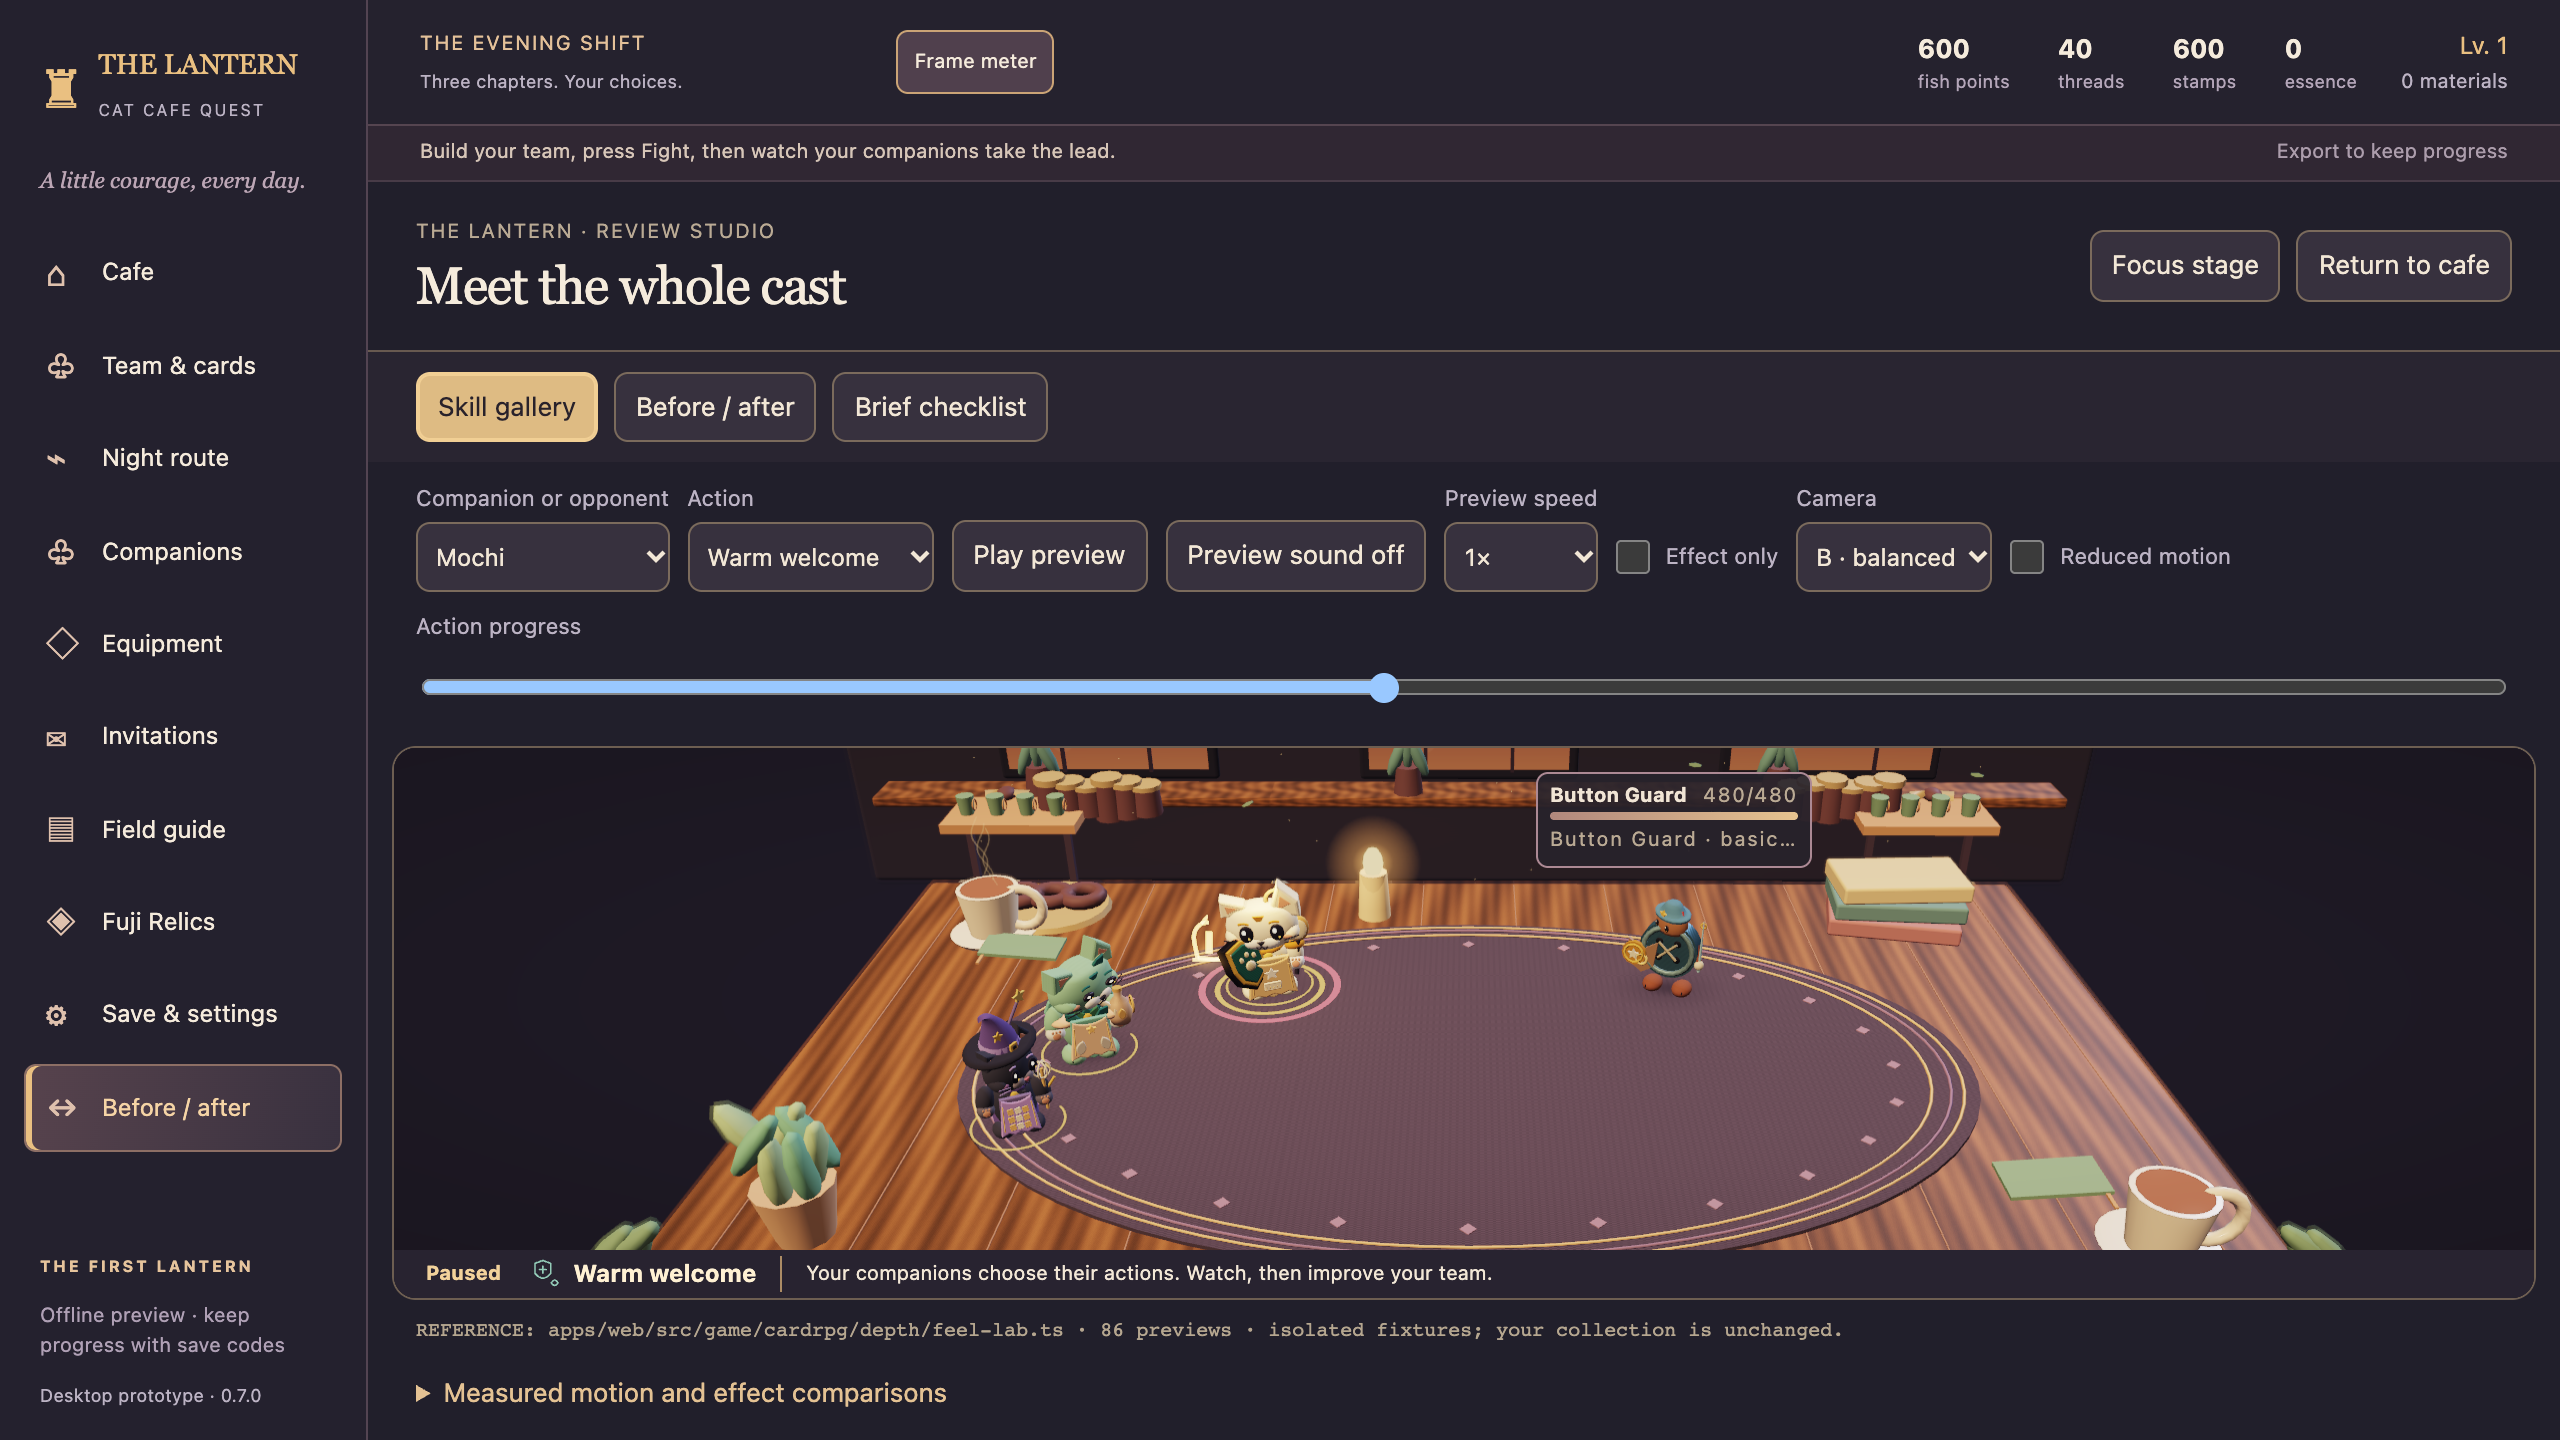 THE LANTERN
CAT CAFE QUEST
A little courage, every day.
Cafe
Team & cards
Night route
Companions
Equipment
Invitations
Field guide
Fuji Relics
Save & settings
Before / after
THE FIRST LANTERN
Offline preview · keep
progress with save codes
Desktop prototype · 0.7.0
THE EVENING SHIFT
Three chapters. Your choices.
Frame meter
600 fish points
40 threads
600 stamps
0 essence
Lv. 1
0 materials
Build your team, press Fight, then watch your companions take the lead.
Export to keep progress
THE LANTERN · REVIEW STUDIO
Meet the whole cast
Focus stage
Return to cafe
Skill gallery
Before / after
Brief checklist
Companion or opponent
Mochi
Action
Warm welcome
Play preview
Preview sound off
Preview speed
1×
Effect only
Camera
B · balanced
Reduced motion
Action progress
Button Guard 480/480
Button Guard · basic…
Paused
Warm welcome
Your companions choose their actions. Watch, then improve your team.
REFERENCE: apps/web/src/game/cardrpg/depth/feel-lab.ts · 86 previews · isolated fixtures; your collection is unchanged.
Measured motion and effect comparisons